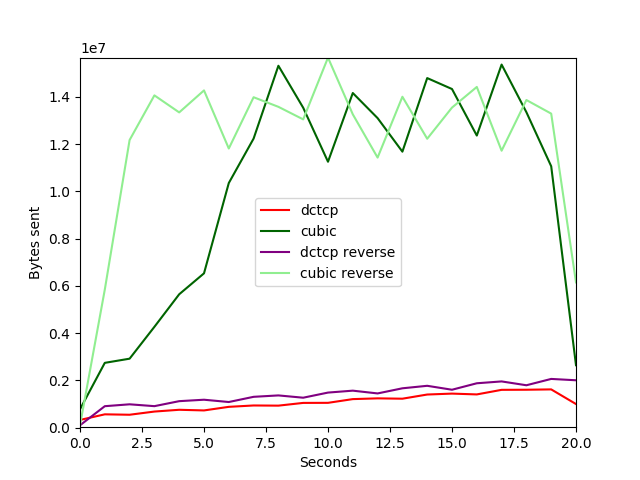 1e7
1.4
1.2
1.0
0.8
0.6
0.4
0.2
0.0
Bytes sent
dctcp
cubic
dctcp reverse
cubic reverse
0.0 2.5 5.0 7.5 10.0 12.5 15.0 17.5 20.0
Seconds